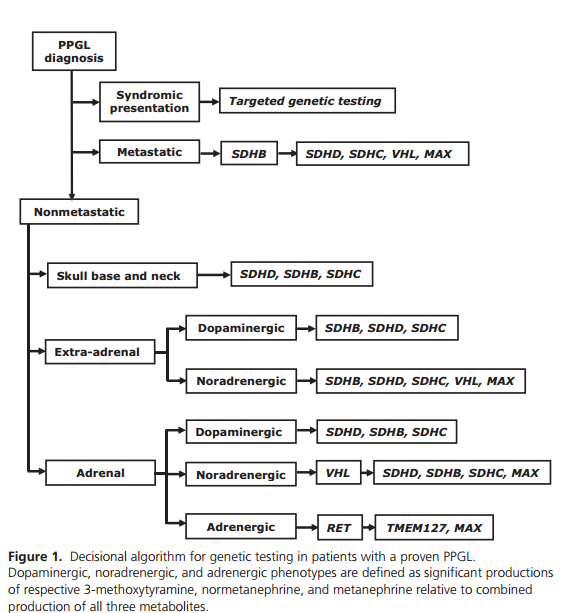 PPGL
diagnosis
Syndromic
presentation
Targeted genetic testing
Metastatic
SDHB
SDHD, SDHC, VHL, MAX
Nonmetastatic
Skull base and neck
SDHD, SDHB, SDHC
Extra-adrenal
Dopaminergic
SDHB, SDHD, SDHC
Noradrenergic
SDHB, SDHD, SDHC, VHL, MAX
Adrenal
Dopaminergic
SDHD, SDHB, SDHC
Noradrenergic
VHL
SDHD, SDHB, SDHC, MAX
Adrenergic
RET
TMEM127, MAX
Figure 1. Decisional algorithm for genetic testing in patients with a proven PPGL.
Dopaminergic, noradrenergic, and adrenergic phenotypes are defined as significant productions
of respective 3-methoxytyramine, normetanephrine, and metanephrine relative to combined
production of all three metabolites.